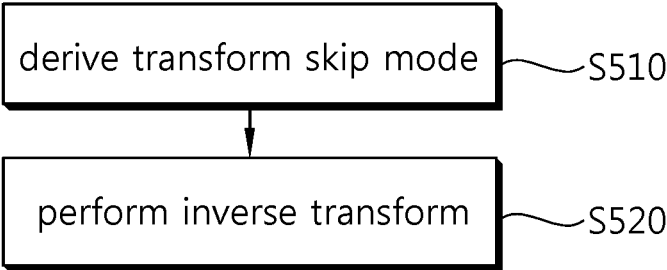 derive transform skip mode
S510
perform inverse transform
S520